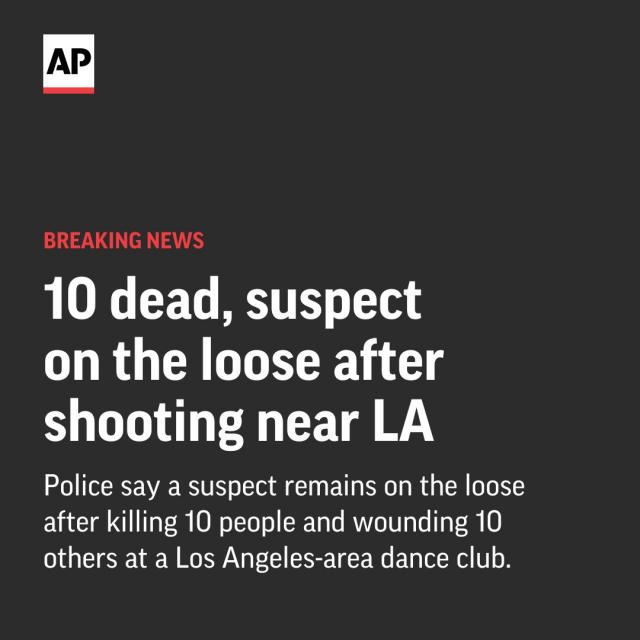 AP
BREAKING NEWS
10 dead, suspect
on the loose after
shooting near LA
Police say a suspect remains on the loose
after killing 10 people and wounding 10
others at a Los Angeles-area dance club.